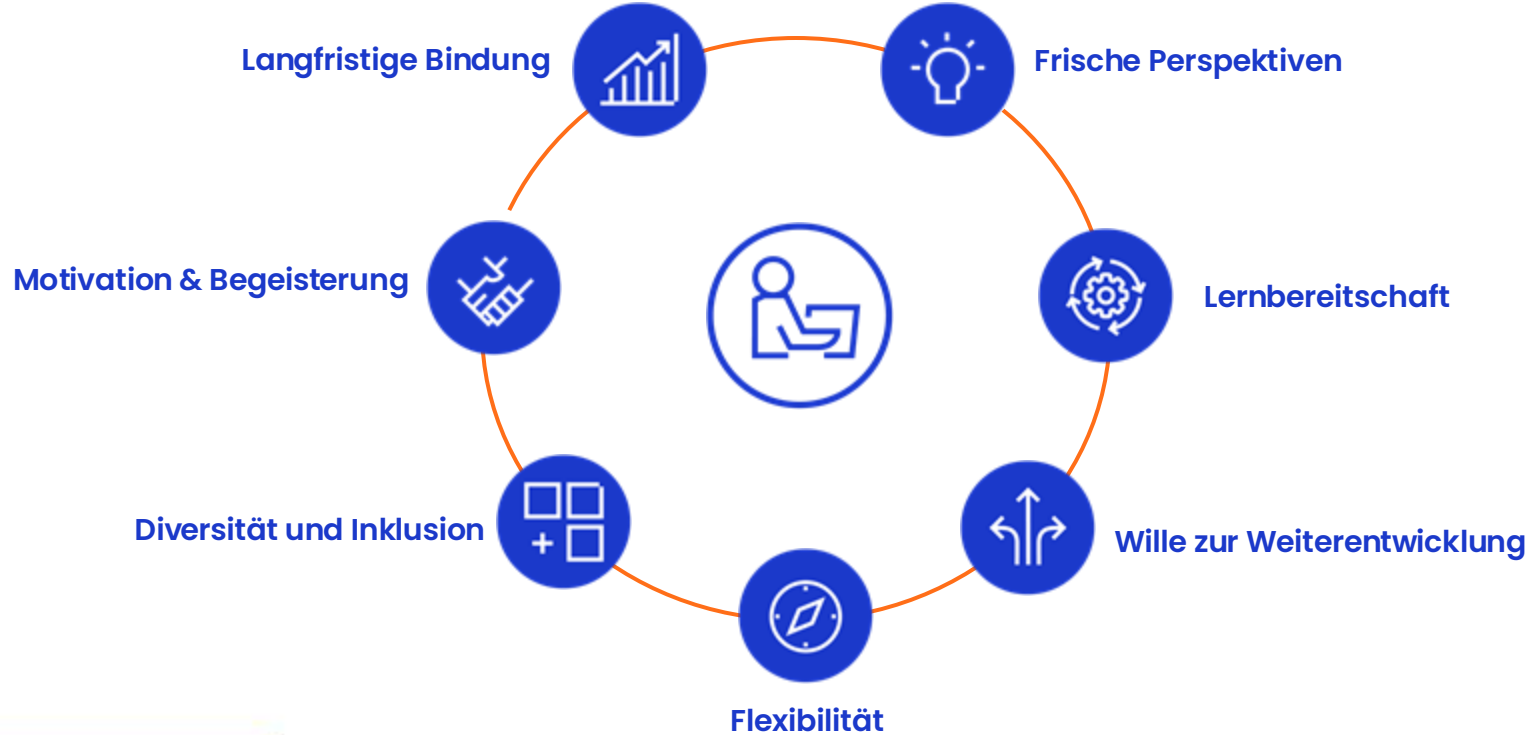 Langfristige Bindung
Frische Perspektiven
Motivation & Begeisterung
Lernbereitschaft
Diversität und Inklusion
Wille zur Weiterentwicklung
Flexibilität